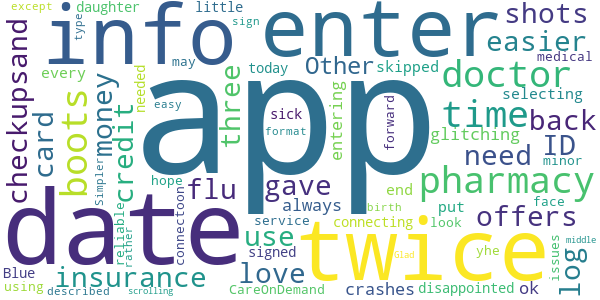 except daughter little
type sign info enter shots
Other skipped easier
may today medical
every needed app sick doctor selecting
checkupsand boots money credit three entering format forward time back
card easy glitching minor
Simpler need ID
hope flu gave pharmacy
date always end birth put face
insurance use service connecting look offers
reliable rather connectoon signed twice yhe issues log
Blue love Glad middle
using described scrolling CareOnDemand crashes disappointed ok